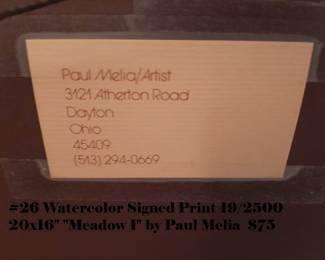 Paul Melia/Artist
3121 Atherton Road
Dayton
Ohio
45409
(513) 294-0669
#26 Watercolor Signed Print 19/2500
20x16" "Meadow I" by Paul Melia $75